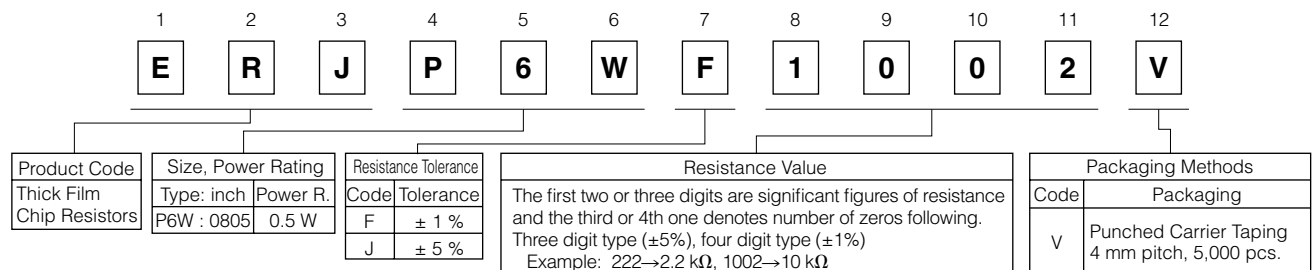 1 2 3 4 5 6 7 8 9 10 11 12
E R J P 6 W F 1 0 0 2 V
Product Code
Thick Film
Chip Resistors
Size, Power Rating
Type: inch Power R.
P6W : 0805 0.5 W
Resistance Tolerance
Code Tolerance
F ± 1 %
J ± 5 %
Resistance Value
The first two or three digits are significant figures of resistance
and the third or 4th one denotes number of zeros following.
Three digit type (±5%), four digit type (±1%)
Example: 222→2.2 kΩ, 1002→10 kΩ
Packaging Methods
Code Packaging
V Punched Carrier Taping
4 mm pitch, 5,000 pcs.